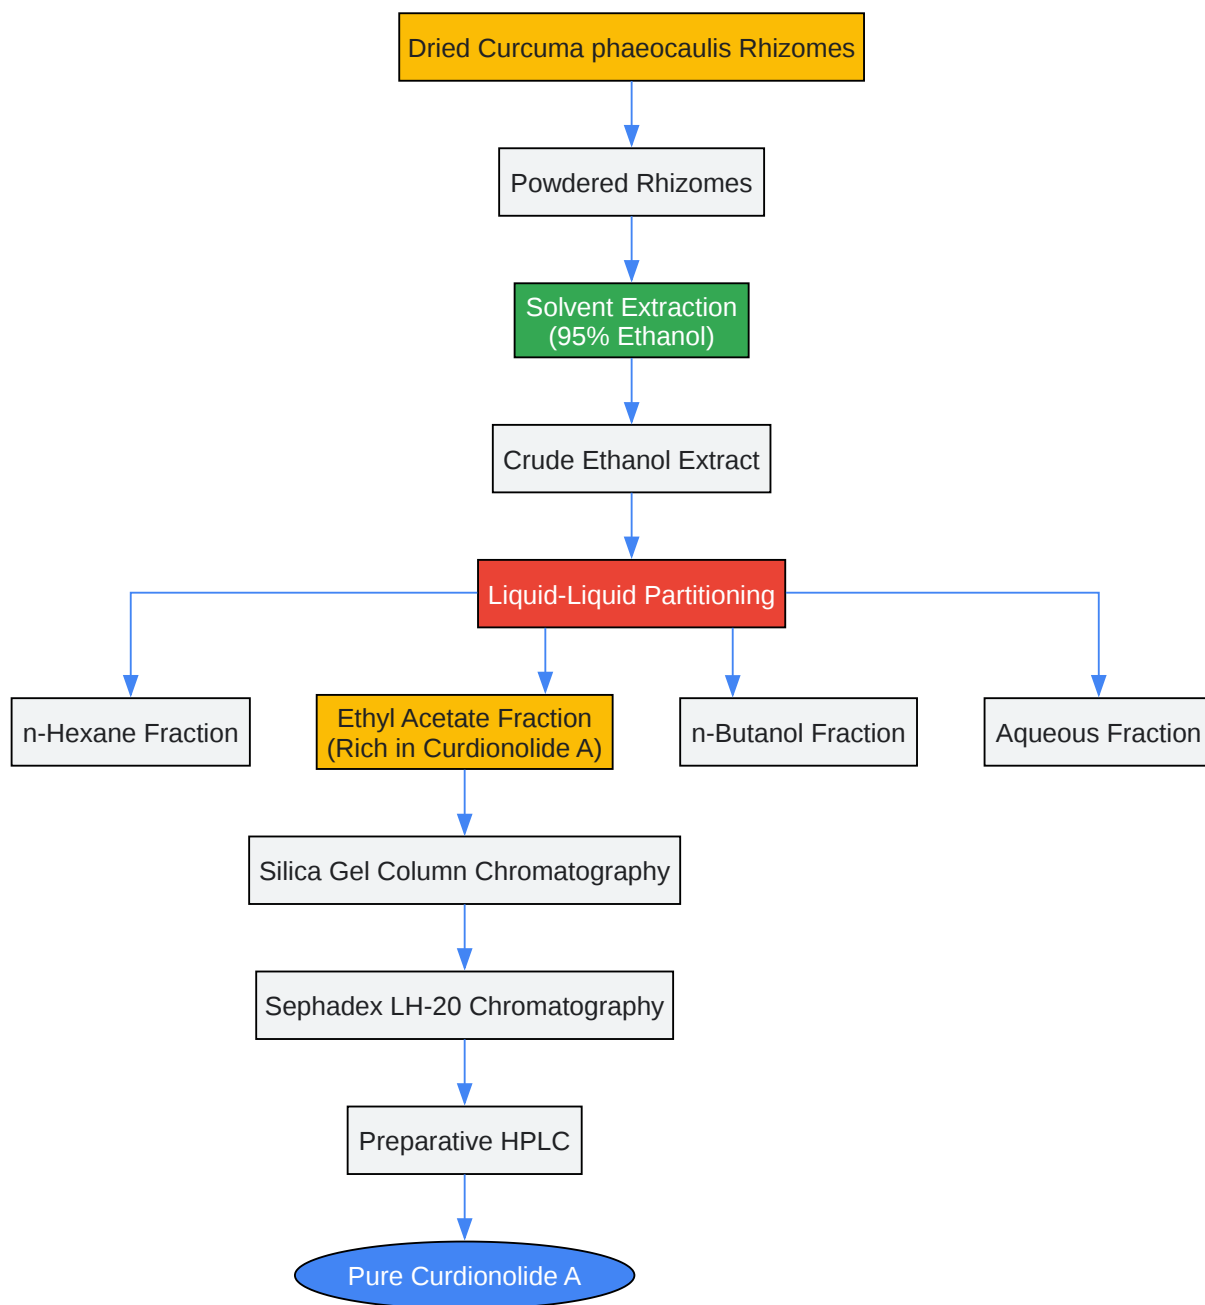 Dried Curcuma phaeocaulis Rhizomes
Powdered Rhizomes
Solvent Extraction
(95% Ethanol)
Crude Ethanol Extract
Liquid-Liquid Partitioning
n-Hexane Fraction
Ethyl Acetate Fraction
(Rich in Curdionolide A)
n-Butanol Fraction
Aqueous Fraction
Silica Gel Column Chromatography
Sephadex LH-20 Chromatography
Preparative HPLC
Pure Curdionolide A